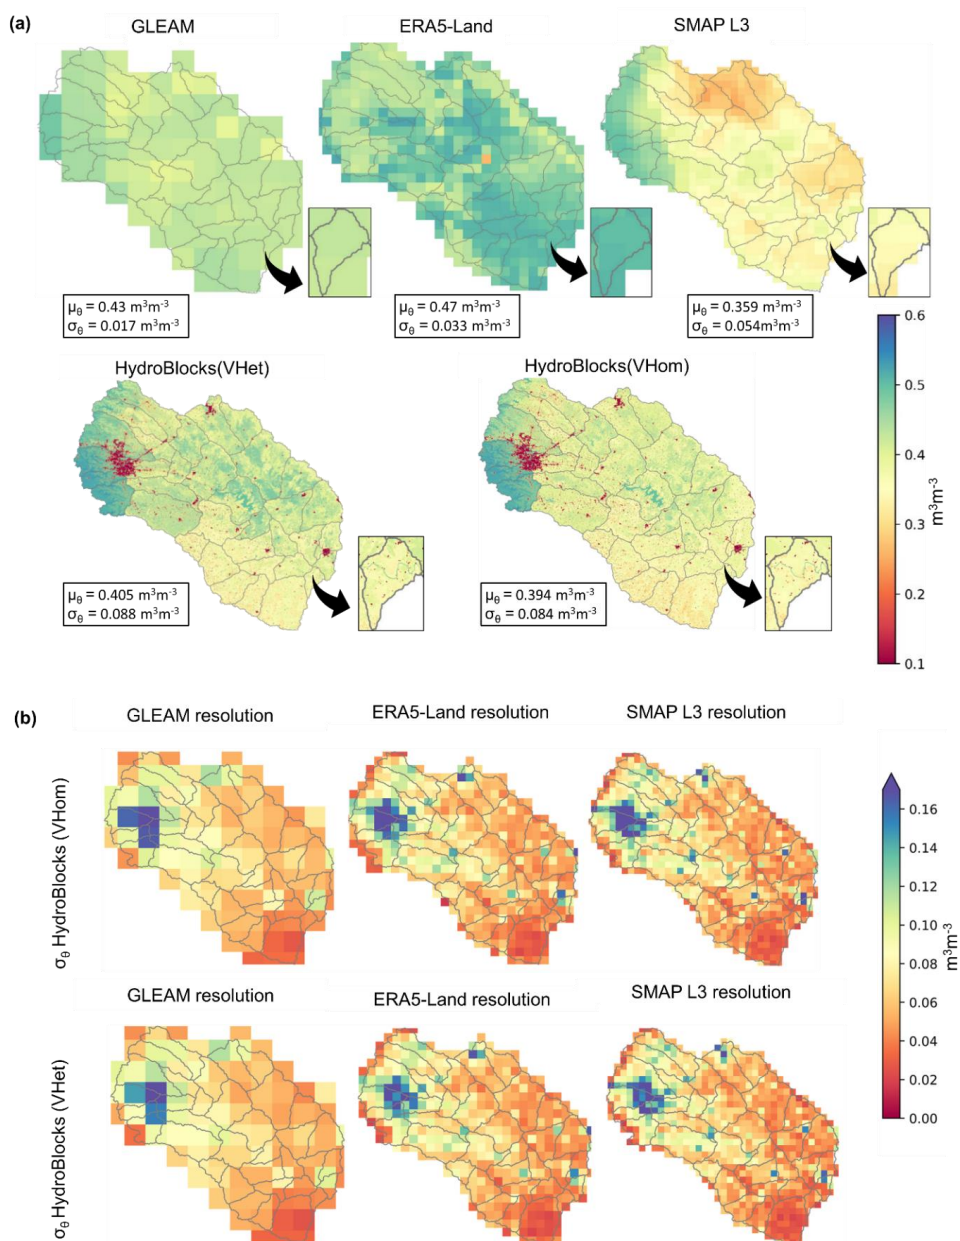 (a)
GLEAM
ERA5-Land
SMAP L3
μθ = 0.43 m³m⁻³
σθ = 0.017 m³m⁻³
μθ = 0.47 m³m⁻³
σθ = 0.033 m³m⁻³
μθ = 0.359 m³m⁻³
σθ = 0.054m³m⁻³
HydroBlocks(VHet)
HydroBlocks(VHom)
μθ = 0.405 m³m⁻³
σθ = 0.088 m³m⁻³
μθ = 0.394 m³m⁻³
σθ = 0.084 m³m⁻³
0.6
0.5
0.4
0.3
0.2
0.1
m³m⁻³
(b)
GLEAM resolution
ERA5-Land resolution
SMAP L3 resolution
σθ HydroBlocks (VHom)
GLEAM resolution
ERA5-Land resolution
SMAP L3 resolution
σθ HydroBlocks (VHet)
0.16
0.14
0.12
0.10
0.08
0.06
0.04
0.02
0.00
m³m⁻³